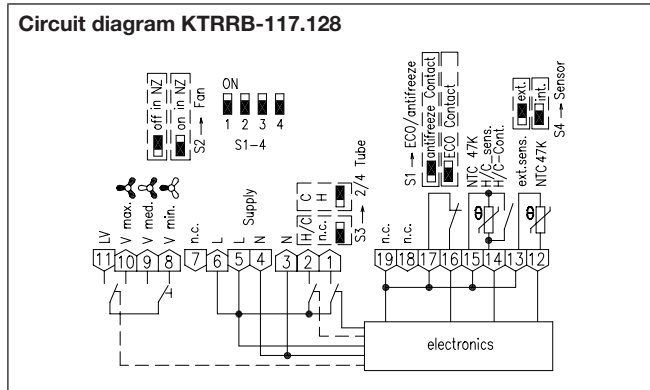 Circuit diagram KTRRB-117.128
off in NZ
on in NZ
S2 → Fan
ON
1 2 3 4
S1-4
S1 → ECO/antifreeze
antifreeze Contact
ECO Contact
ext.
int.
S4 → Sensor
LV
V max.
V med.
V min.
n.c.
L
L
Supply
N
N
H/C
C
n.c.
H
S3 → 2/4 Tube
n.c.
n.c.
NTC 47K
H/C-sens.
H/C-Cont.
ext.sens.
NTC 47K
ϑ
ϑ
11 10 9 8 7 6 5 4 3 2 1
19 18 17 16 15 14 13 12
electronics